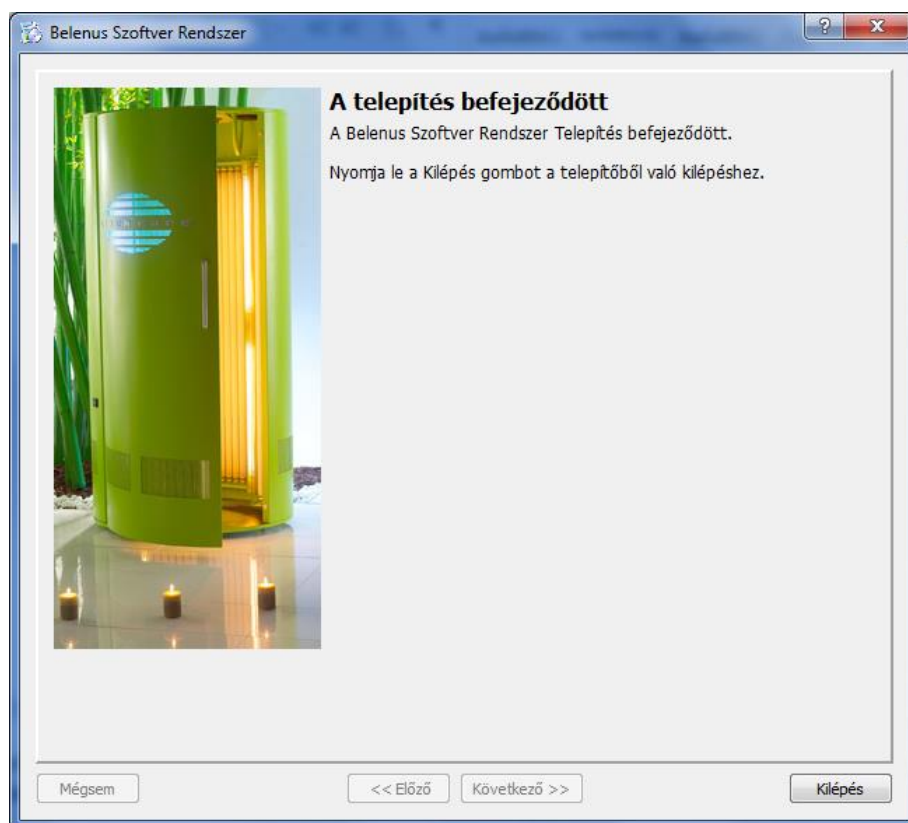 Belenus Szoftver Rendszer
A telepítés befejeződött
A Belenus Szoftver Rendszer Telepítés befejeződött.
Nyomja le a Kilépés gombot a telepítőből való kilépéshez.
Mégsem
<< Előző
Következő >>
Kilépés